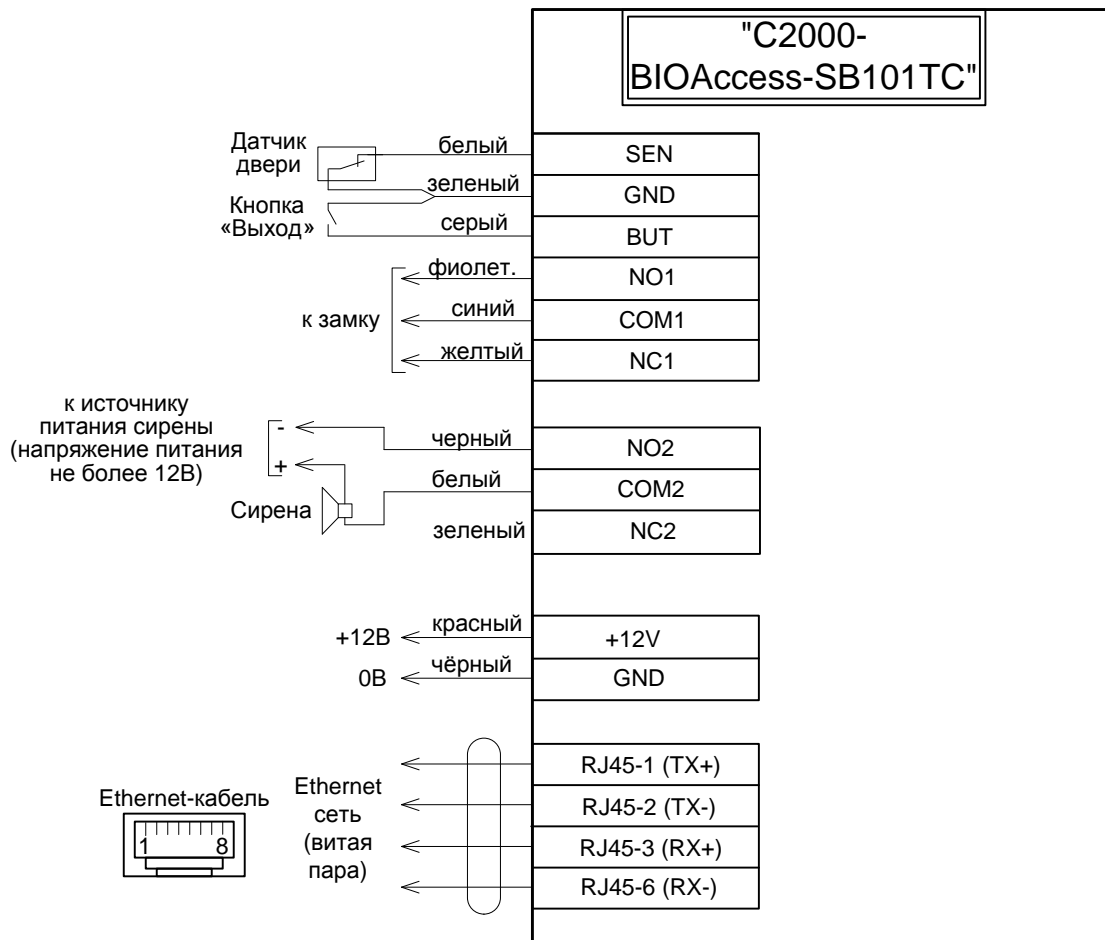 "C2000-
BIOAccess-SB101TC"
Датчик
двери
белый
SEN
зеленый
GND
Кнопка
«Выход»
серый
BUT
фиолет.
NO1
к замку
синий
COM1
желтый
NC1
к источнику
питания сирены
(напряжение питания
не более 12В)
-
+
черный
NO2
белый
COM2
Сирена
зеленый
NC2
+12В
красный
+12V
0В
чёрный
GND
Ethernet-кабель
1 8
Ethernet
сеть
(витая
пара)
RJ45-1 (TX+)
RJ45-2 (TX-)
RJ45-3 (RX+)
RJ45-6 (RX-)